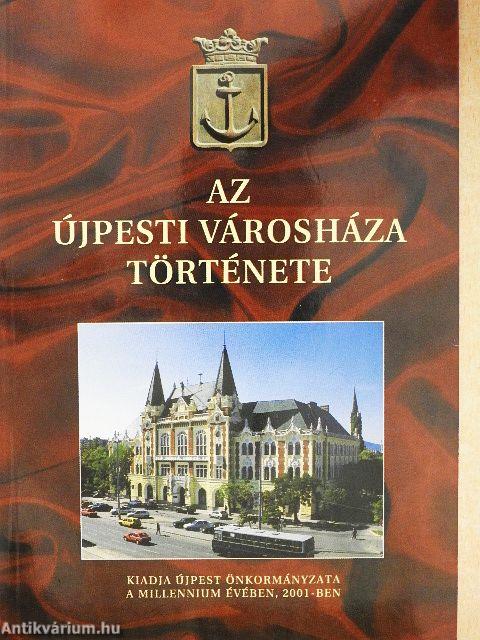 AZ
ÚJPESTI VÁROSHÁZA
TÖRTÉNETE
KIADJA ÚJPEST ÖNKORMÁNYZATA
A MILLENNIUM ÉVÉBEN, 2001-BEN
Antikvárium.hu